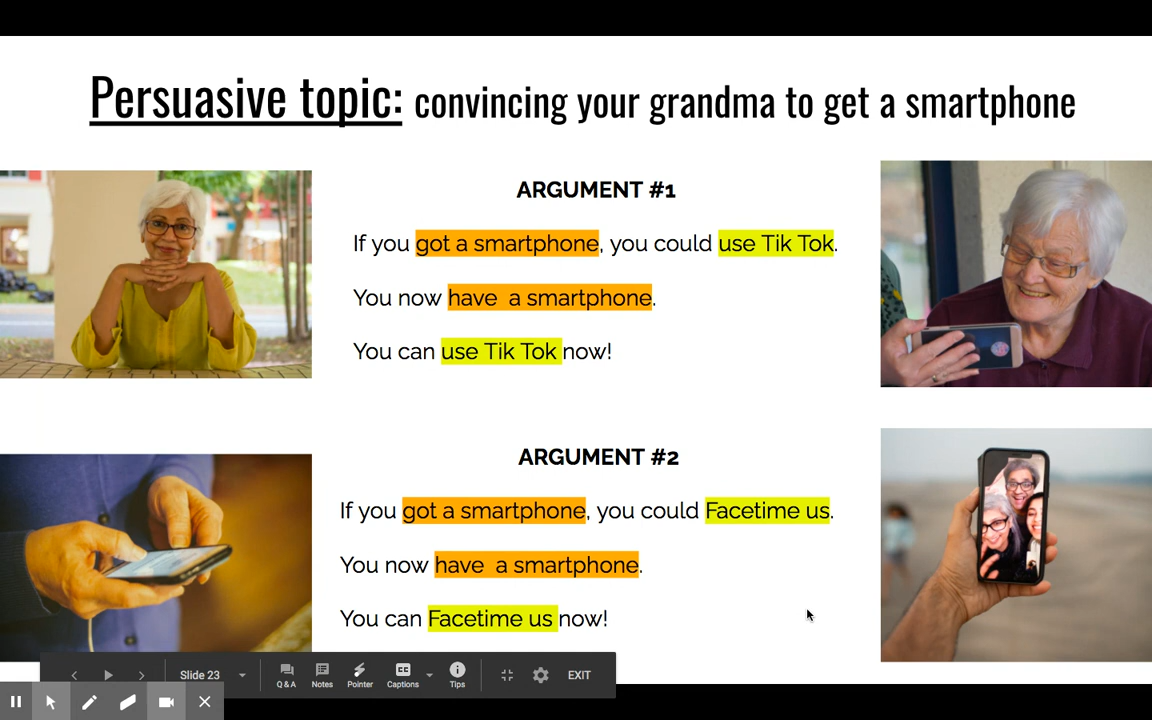 Persuasive topic: convincing your grandma to get a smartphone
ARGUMENT #1
If you got a smartphone, you could use Tik Tok.
You now have  a smartphone.
You can use Tik Tok now!
ARGUMENT #2
If you got a smartphone, you could Facetime us.
You now have  a smartphone.
You can Facetime us now!
Slide 23
Q & A
Notes
Pointer
Captions
Tips
EXIT